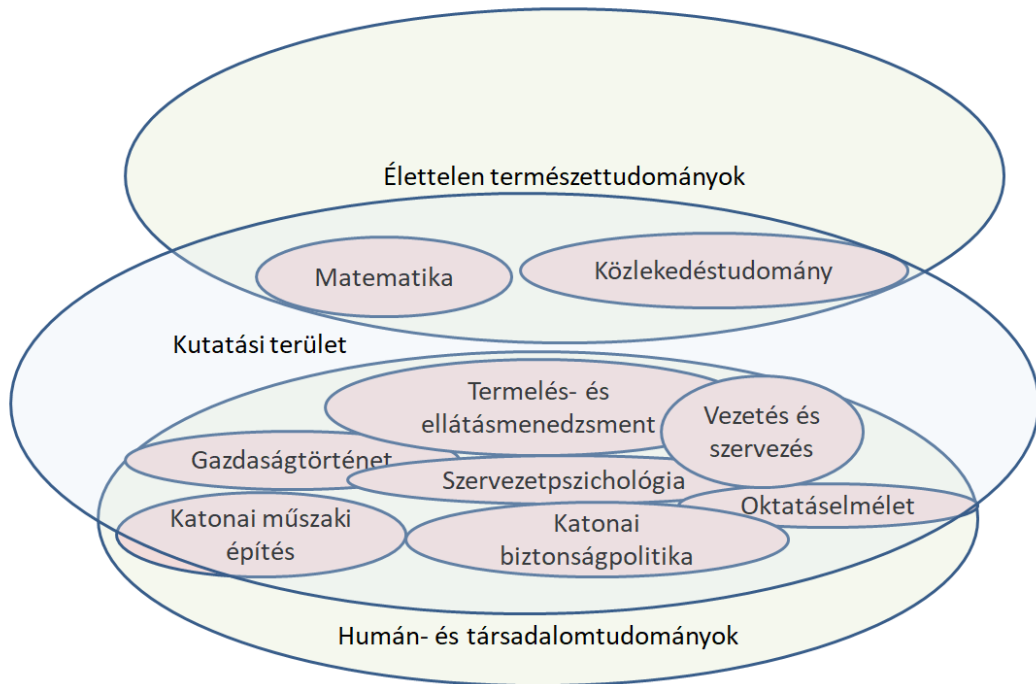 Élettelen természettudományok
Matematika
Közlekedéstudomány
Kutatási terület
Termelés- és
ellátásmenedzsment
Vezetés és
szervezés
Gazdaságtörténet
Szervezetpszichológia
Oktatáselmélet
Katonai műszaki
építés
Katonai
biztonságpolitika
Humán- és társadalomtudományok